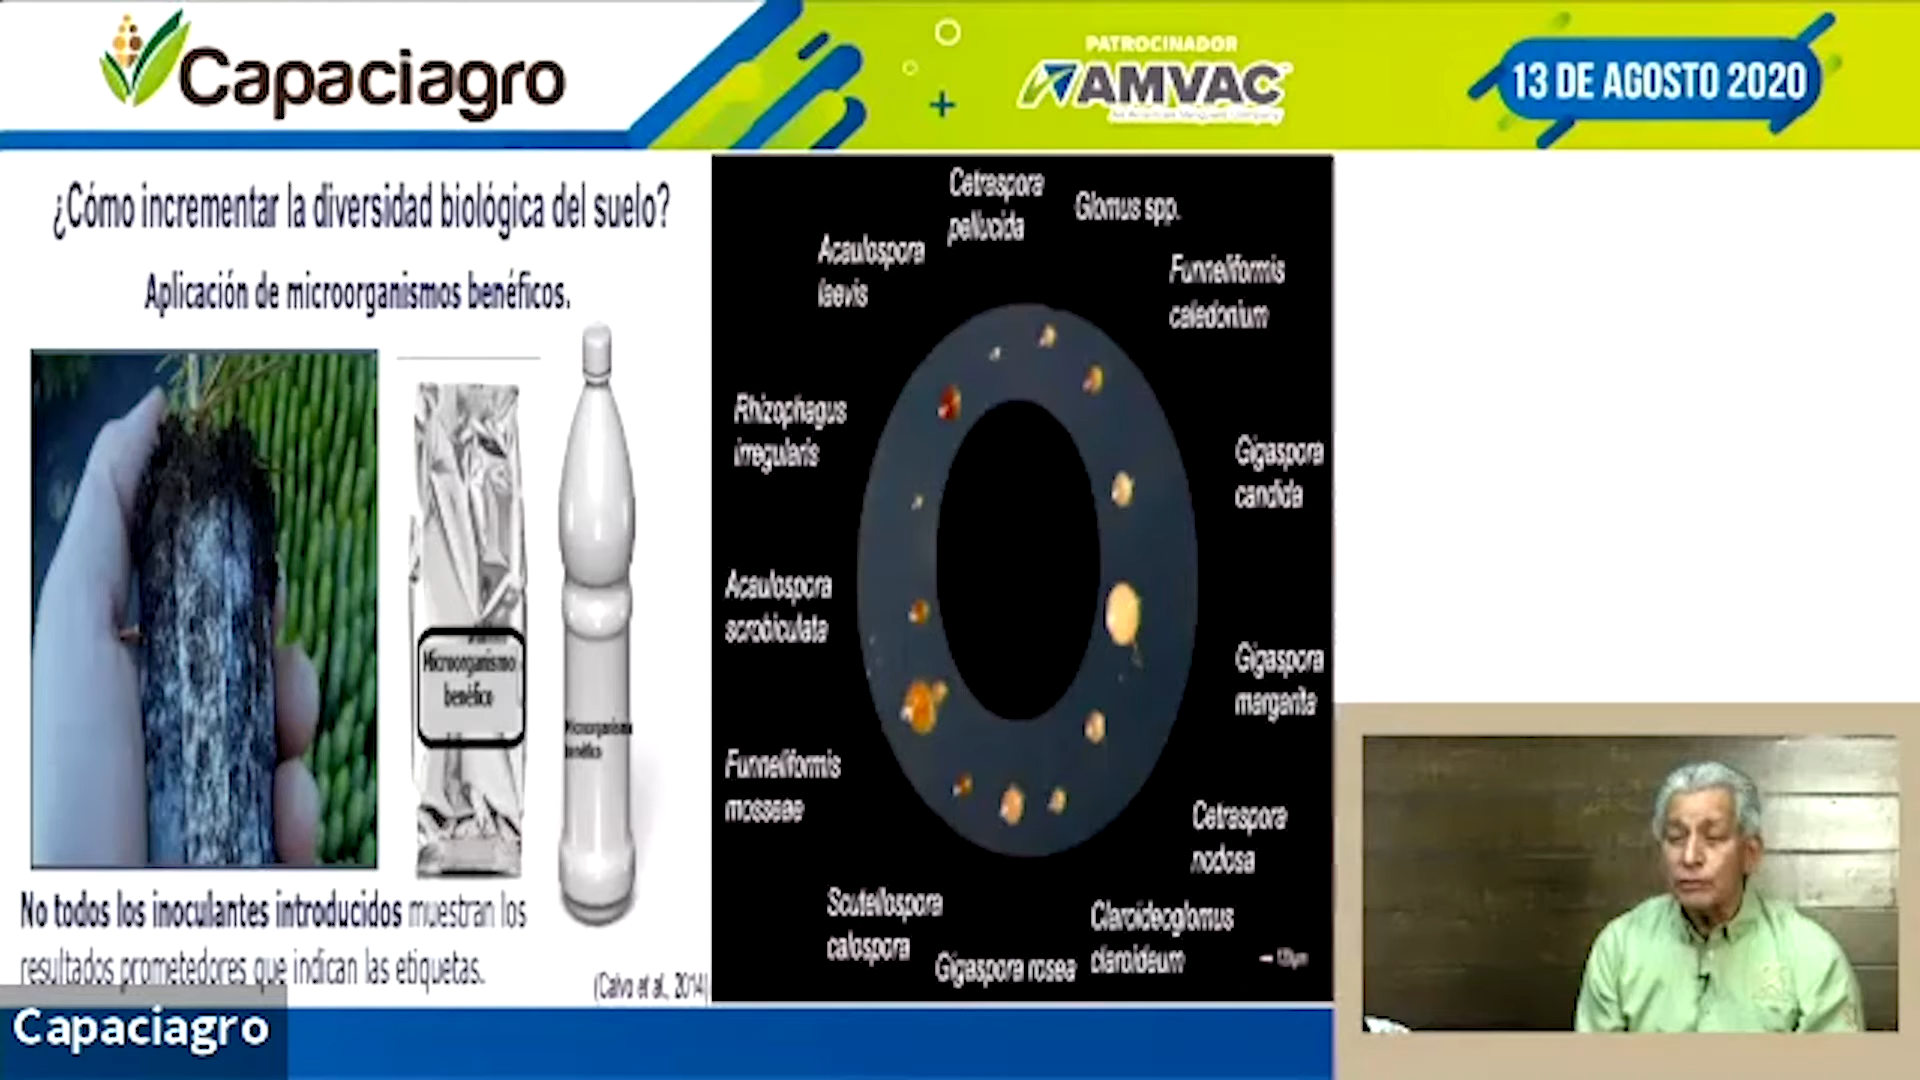 Capaciagro
PATROCINADOR
AMVAC
13 DE AGOSTO 2020
¿Cómo incrementar la diversidad biológica del suelo?
Aplicación de microorganismos benéficos.
Microorganismo
benéfico
Microorganismo
benéfico
No todos los inoculantes introducidos muestran los
resultados prometedores que indican las etiquetas.
(Calvo et al., 2014)
Cetraspora
pellucida
Glomus spp.
Acaulospora
laevis
Funneliformis
caledonium
Rhizophagus
irregularis
Gigaspora
candida
Acaulospora
scrobiculata
Gigaspora
margarita
Funneliformis
mosseae
Cetraspora
nodosa
Scutellospora
calospora
Claroideoglomus
claroideum
Gigaspora rosea
Capaciagro